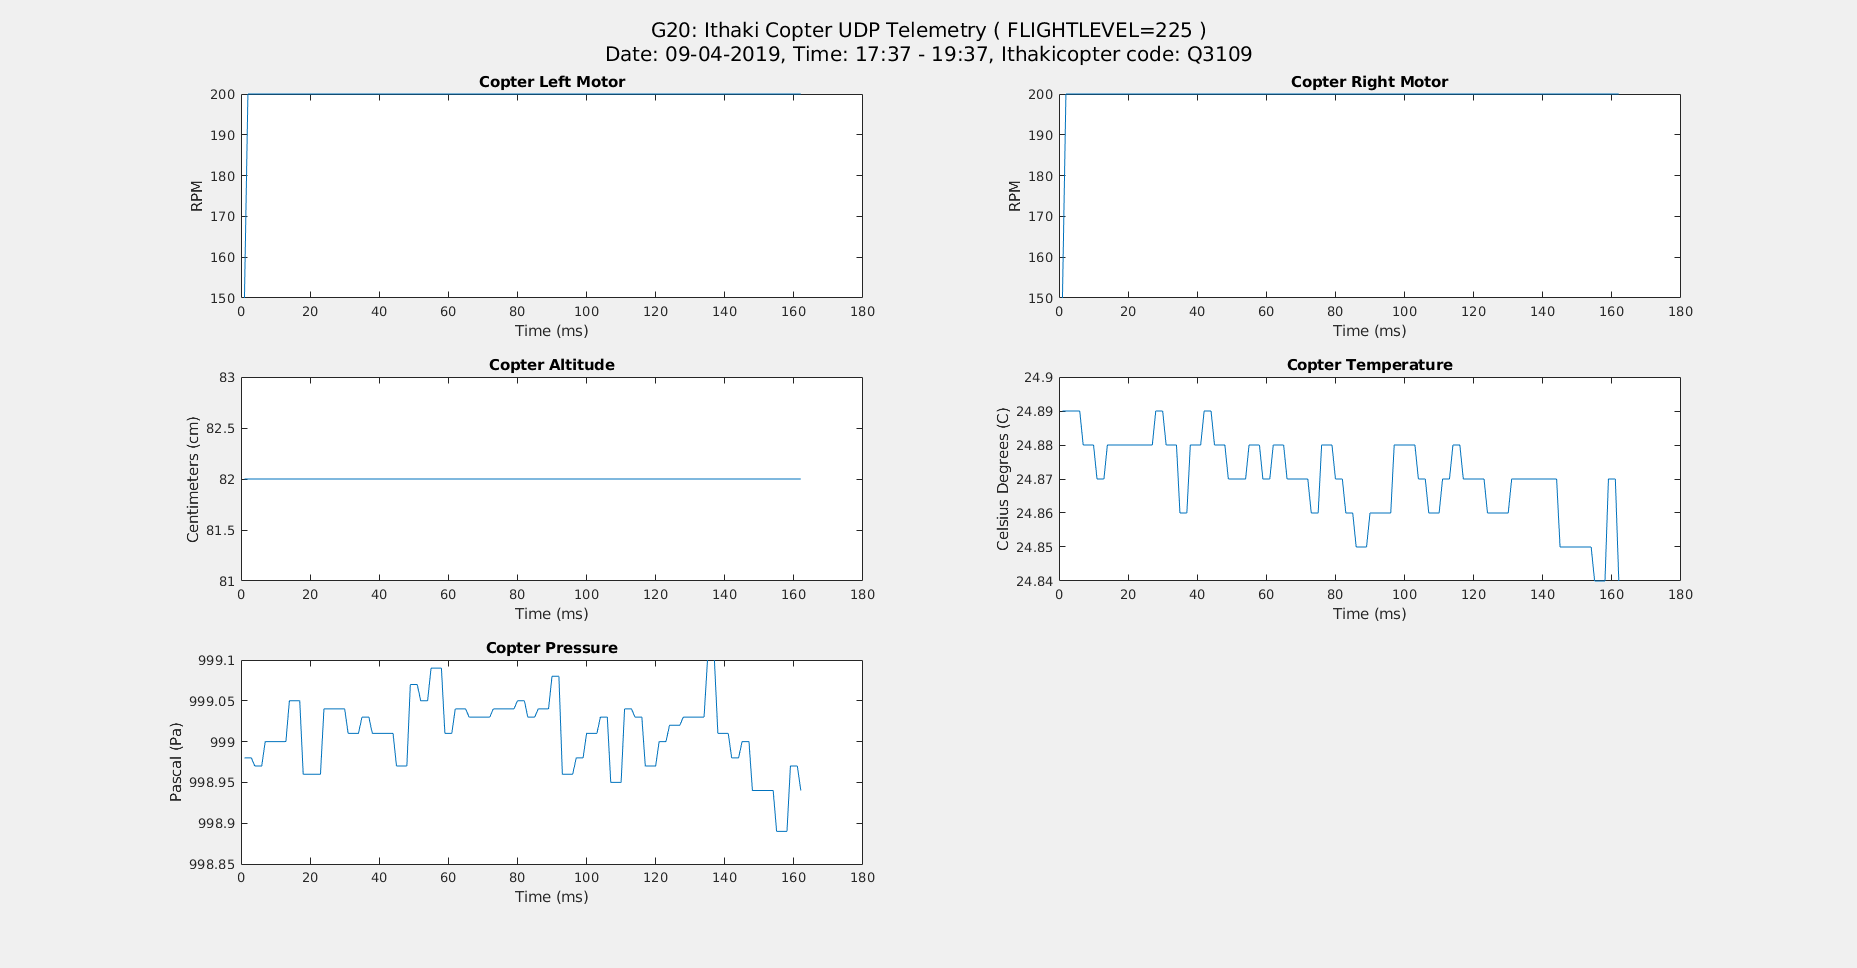 G20: Ithaki Copter UDP Telemetry ( FLIGHTLEVEL=225 )
Date: 09-04-2019, Time: 17:37 - 19:37, Ithakicopter code: Q3109
Copter Left Motor
200
190
180
170
160
150
RPM
0 20 40 60 80 100 120 140 160 180
Time (ms)
Copter Right Motor
200
190
180
170
160
150
RPM
0 20 40 60 80 100 120 140 160 180
Time (ms)
Copter Altitude
83
82.5
82
81.5
81
Centimeters (cm)
0 20 40 60 80 100 120 140 160 180
Time (ms)
Copter Temperature
24.9
24.89
24.88
24.87
24.86
24.85
24.84
Celsius Degrees (C)
0 20 40 60 80 100 120 140 160 180
Time (ms)
Copter Pressure
999.1
999.05
999
998.95
998.9
998.85
Pascal (Pa)
0 20 40 60 80 100 120 140 160 180
Time (ms)